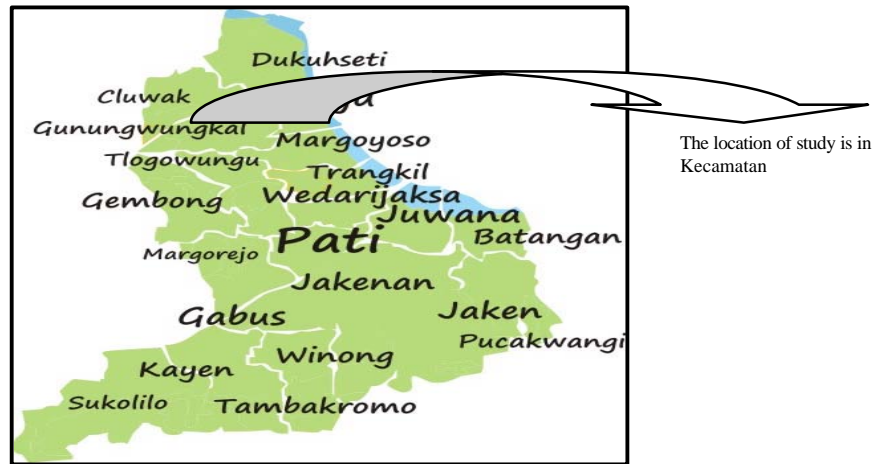 Dukuhseti
Cluwak
Gunungwungkal
Margoyoso
Tlogowungu
Trangkil
Wedarijaksa
Gembong
Juwana
Batangan
Pati
Margorejo
Jakenan
Jaken
Gabus
Pucakwangi
Winong
Kayen
Sukolilo
Tambakromo
The location of study is in
Kecamatan